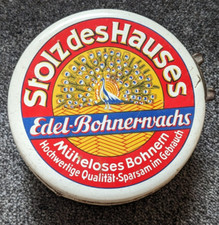 Stolz des Hauses
Edel-Bohnerwachs
Müheloses Bohnern
Hochwertige Qualität-Sparsam im Gebrauch